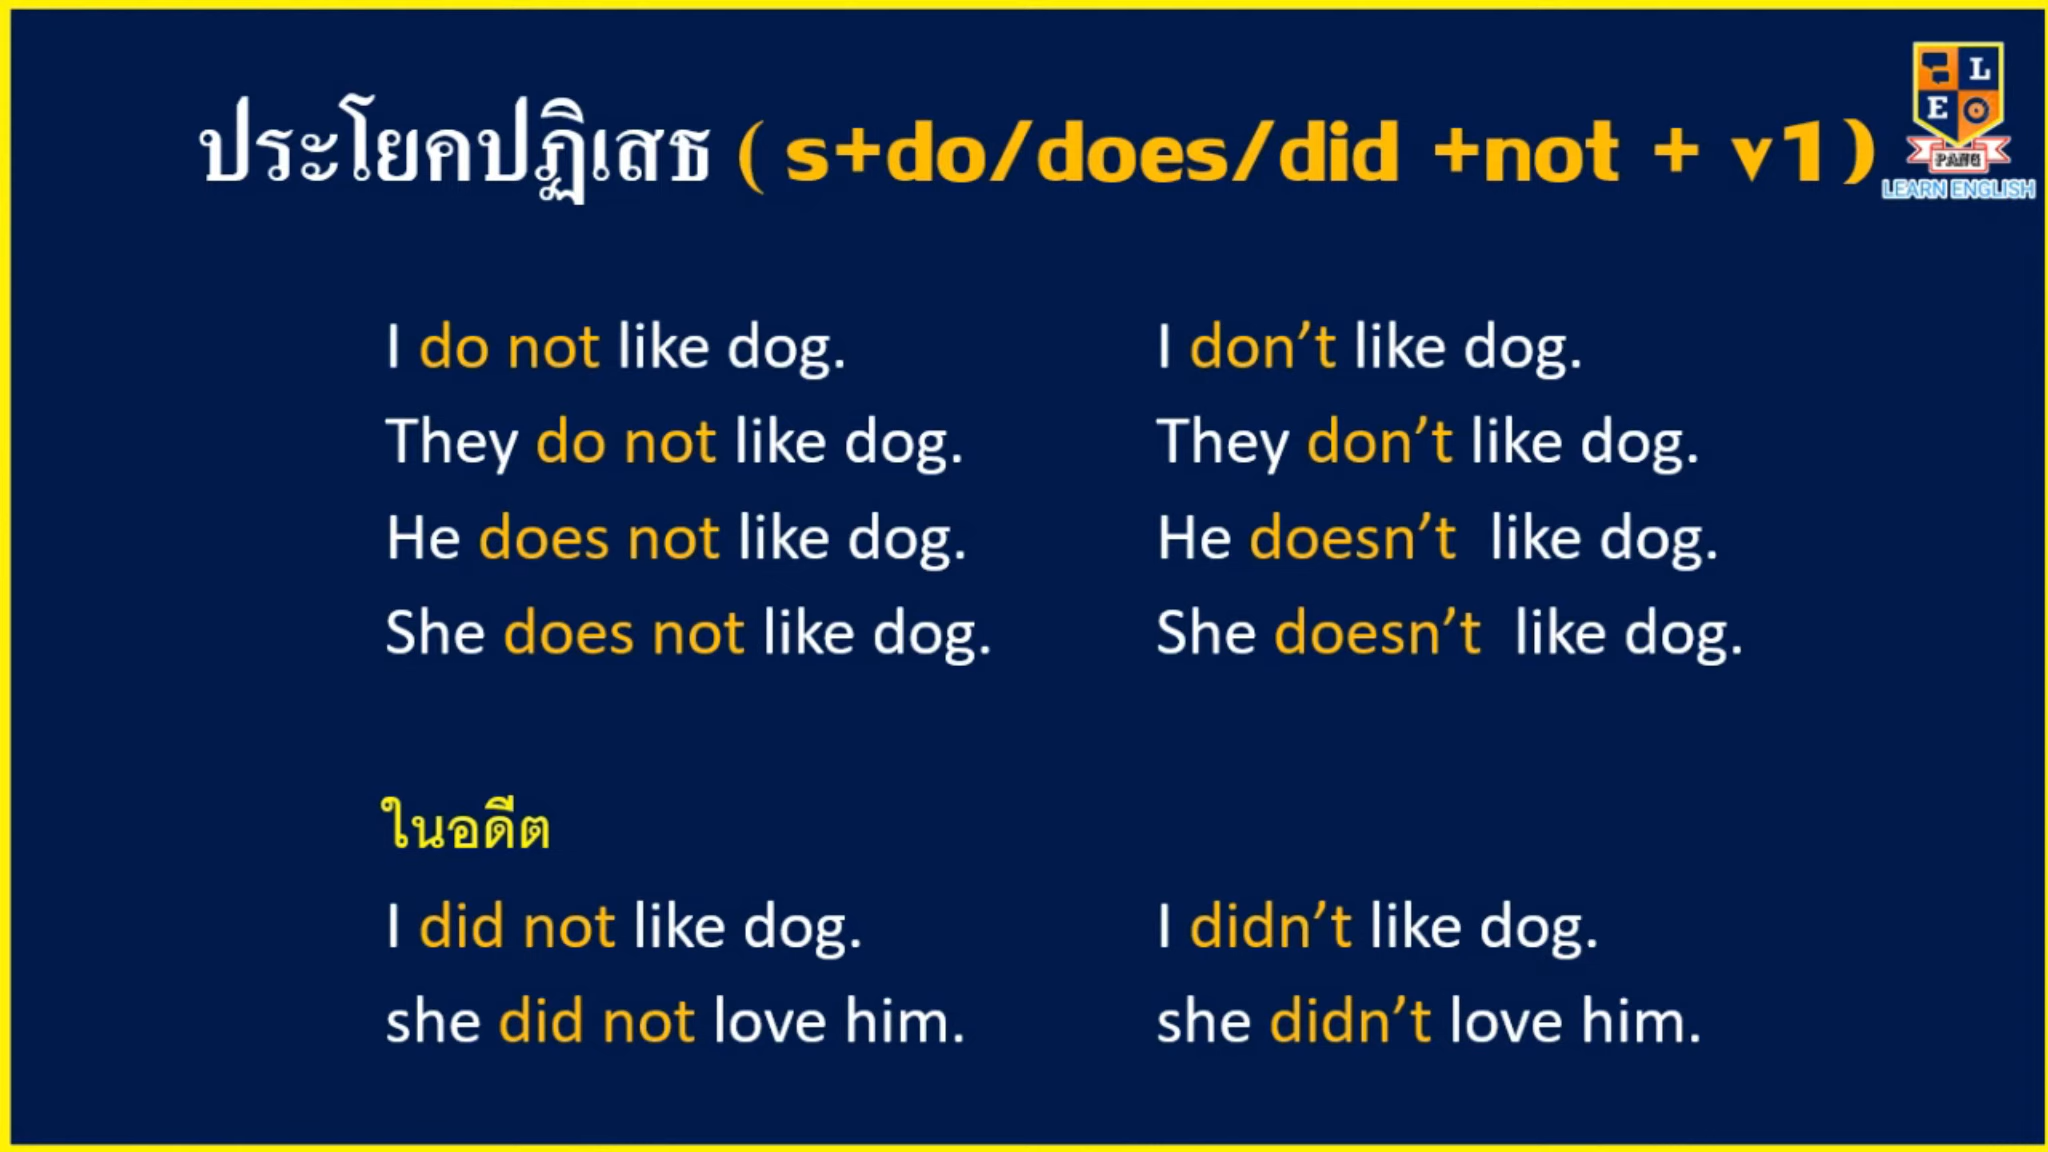 ประโยคปฏิเสธ ( s+do/does/did +not + v1 )
L
E O
PANG
LEARN ENGLISH
I do not like dog.
I don’t like dog.
They do not like dog.
They don’t like dog.
He does not like dog.
He doesn’t like dog.
She does not like dog.
She doesn’t like dog.
ในอดีต
I did not like dog.
I didn’t like dog.
she did not love him.
she didn’t love him.